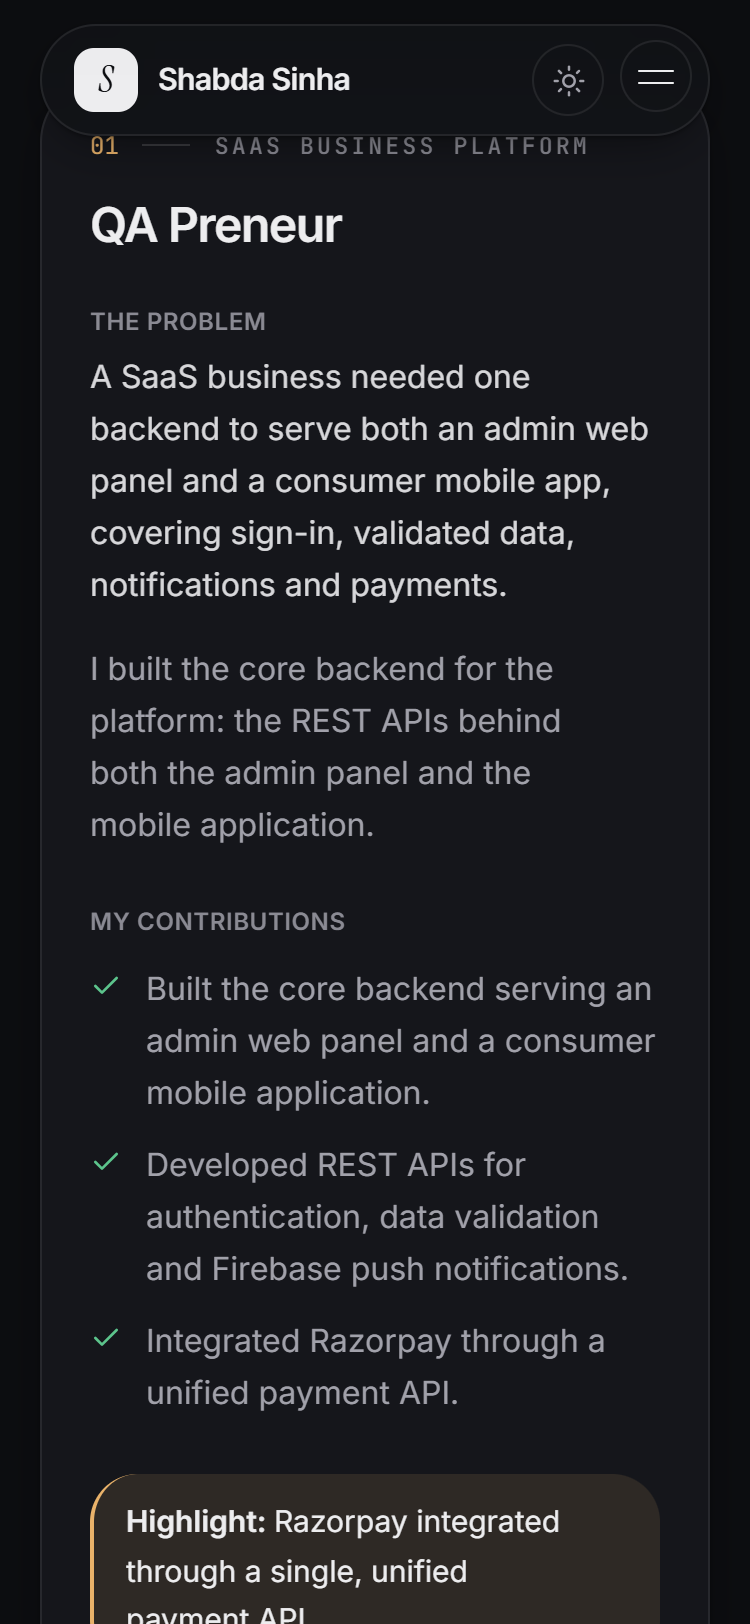 S
Shabda Sinha
01 SAAS BUSINESS PLATFORM
QA Preneur
THE PROBLEM
A SaaS business needed one
backend to serve both an admin web
panel and a consumer mobile app,
covering sign-in, validated data,
notifications and payments.
I built the core backend for the
platform: the REST APIs behind
both the admin panel and the
mobile application.
MY CONTRIBUTIONS
Built the core backend serving an
admin web panel and a consumer
mobile application.
Developed REST APIs for
authentication, data validation
and Firebase push notifications.
Integrated Razorpay through a
unified payment API.
Highlight: Razorpay integrated
through a single, unified
payment API